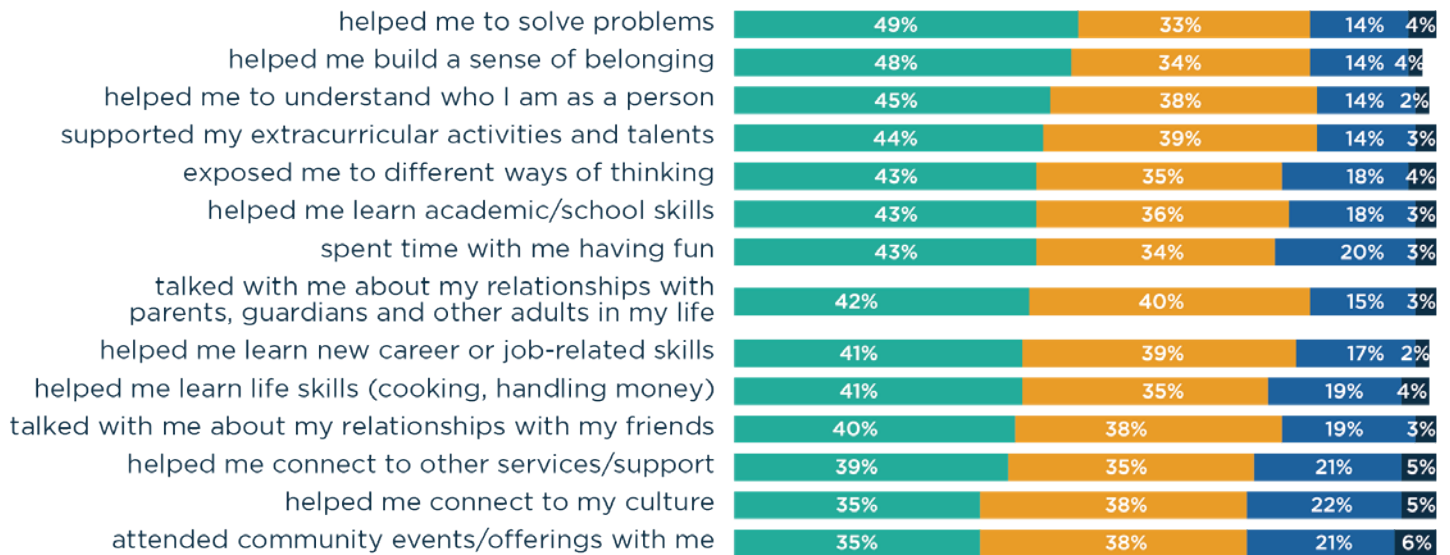 helped me to solve problems 49% 33% 14% 4%
helped me build a sense of belonging 48% 34% 14% 4%
helped me to understand who I am as a person 45% 38% 14% 2%
supported my extracurricular activities and talents 44% 39% 14% 3%
exposed me to different ways of thinking 43% 35% 18% 4%
helped me learn academic/school skills 43% 36% 18% 3%
spent time with me having fun 43% 34% 20% 3%
talked with me about my relationships with
parents, guardians and other adults in my life 42% 40% 15% 3%
helped me learn new career or job-related skills 41% 39% 17% 2%
helped me learn life skills (cooking, handling money) 41% 35% 19% 4%
talked with me about my relationships with my friends 40% 38% 19% 3%
helped me connect to other services/support 39% 35% 21% 5%
helped me connect to my culture 35% 38% 22% 5%
attended community events/offerings with me 35% 38% 21% 6%